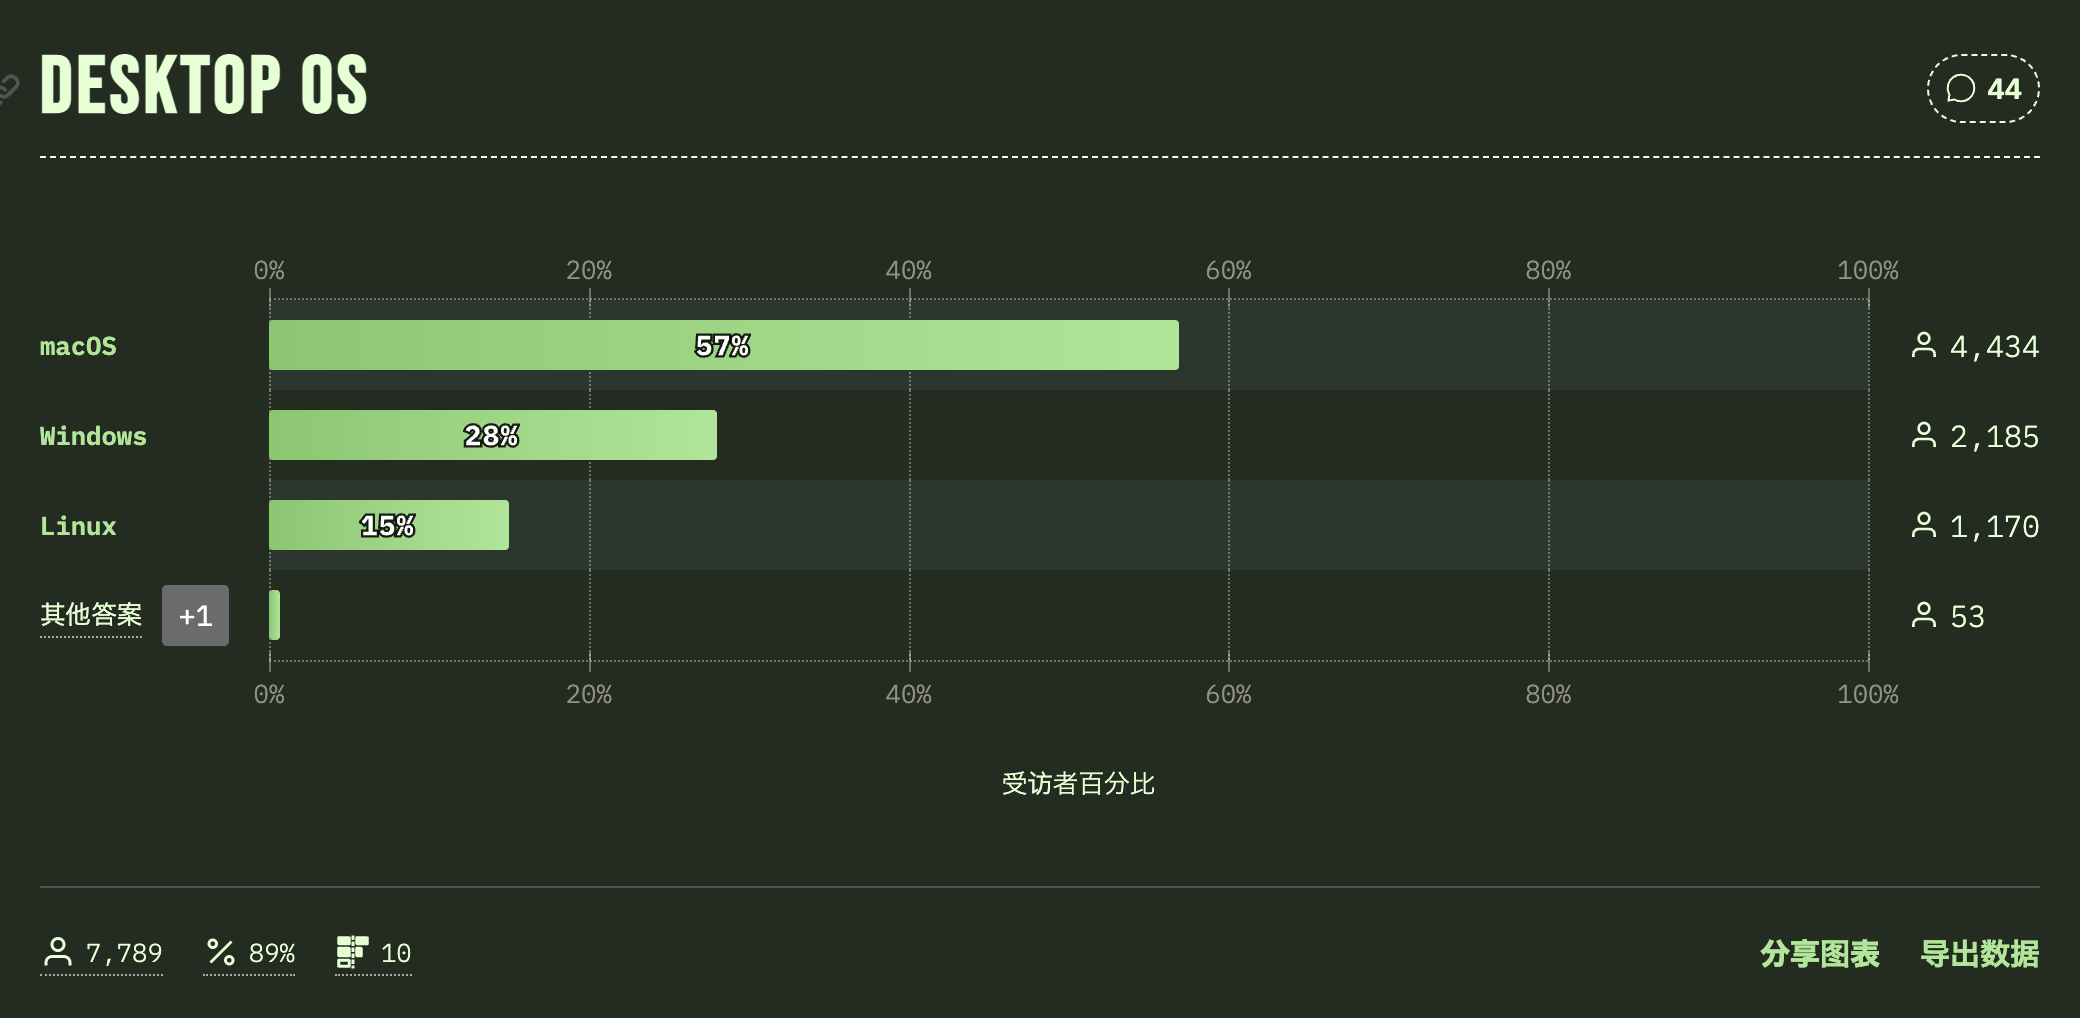 DESKTOP OS
44
0% 20% 40% 60% 80% 100%
macOS 57% 4,434
Windows 28% 2,185
Linux 15% 1,170
其他答案 +1 53
0% 20% 40% 60% 80% 100%
受访者百分比
7,789 89% 10 分享图表 导出数据